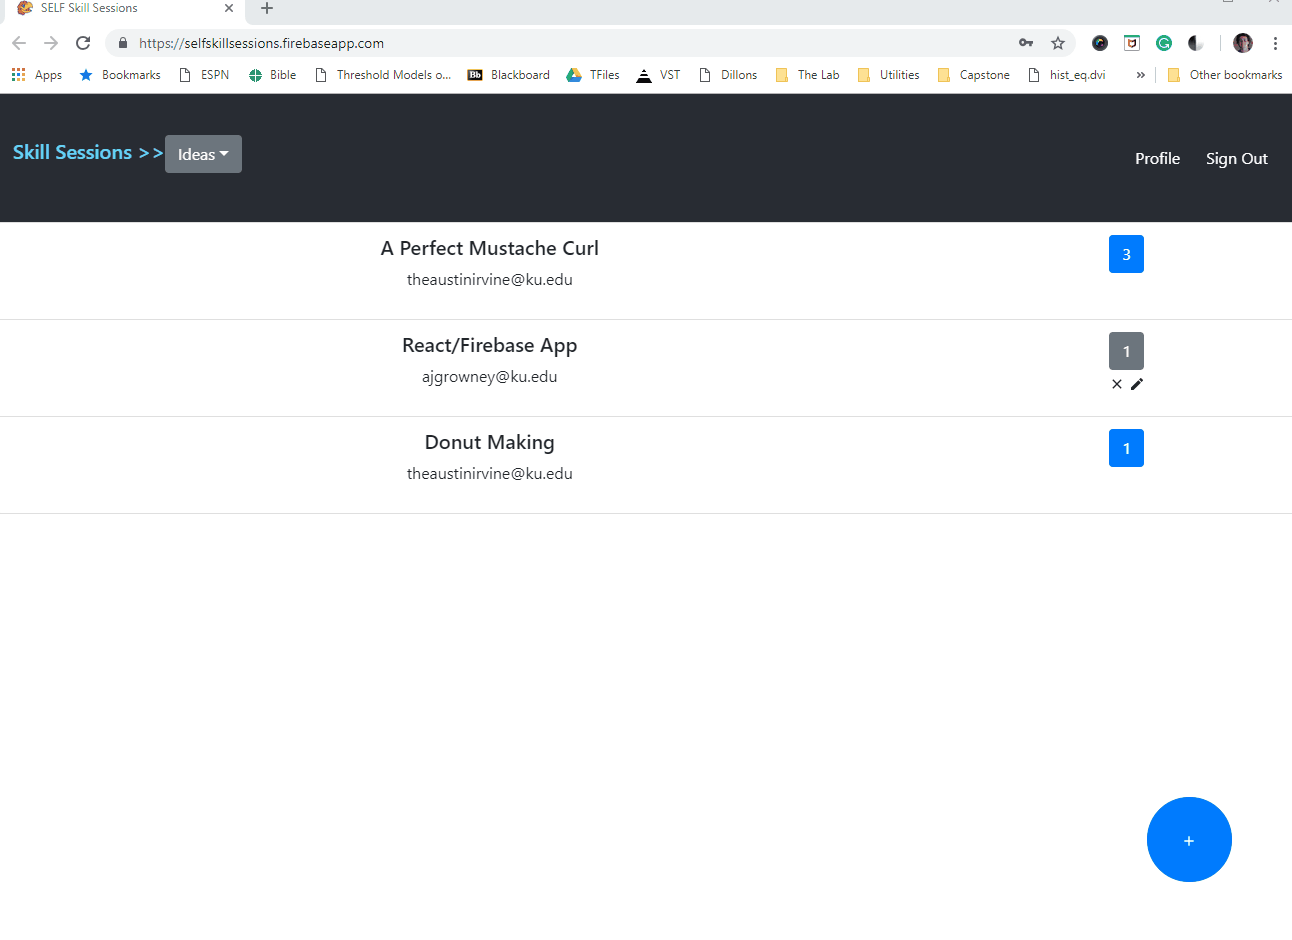 SELF Skill Sessions
https://selfskillsessions.firebaseapp.com
Apps Bookmarks ESPN Bible Threshold Models o... Bb Blackboard TFiles VST Dillons The Lab Utilities Capstone hist_eq.dvi » Other bookmarks
Skill Sessions >> Ideas Profile Sign Out
A Perfect Mustache Curl 3
theaustinirvine@ku.edu
React/Firebase App 1
ajgrowney@ku.edu
Donut Making 1
theaustinirvine@ku.edu
+